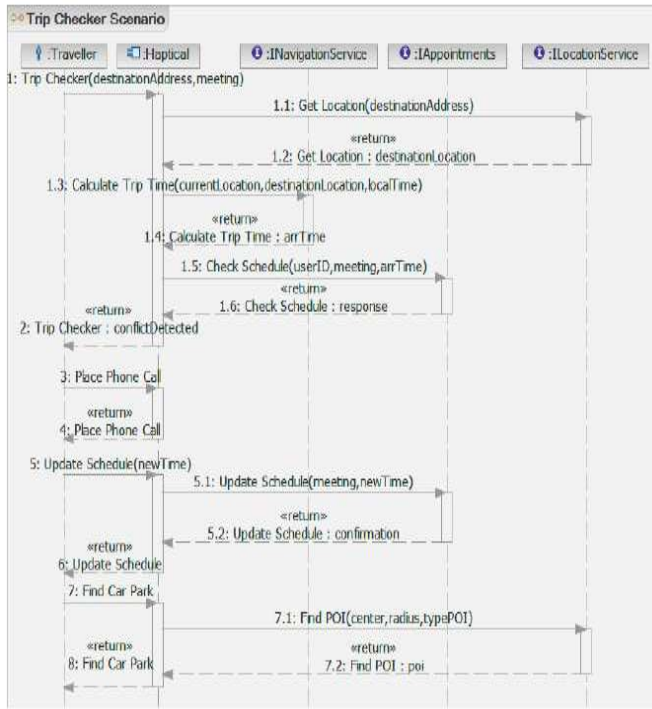 Trip Checker Scenario
:Traveller
:Haptical
:INavigationService
:IAppointments
:ILocationService
1: Trip Checker(destinationAddress,meeting)
1.1: Get Location(destinationAddress)
«return»
1.2: Get Location : destinationLocation
1.3: Calculate Trip Time(currentLocation,destinationLocation,localTime)
«return»
1.4: Calculate Trip Time : arrTime
1.5: Check Schedule(userID,meeting,arrTime)
«return»
1.6: Check Schedule : response
«return»
2: Trip Checker : conflictDetected
3: Place Phone Call
«return»
4: Place Phone Call
5: Update Schedule(newTime)
5.1: Update Schedule(meeting,newTime)
«return»
5.2: Update Schedule : confirmation
«return»
6: Update Schedule
7: Find Car Park
7.1: Find POI(center,radius,typePOI)
«return»
8: Find Car Park
«return»
7.2: Find POI : poi